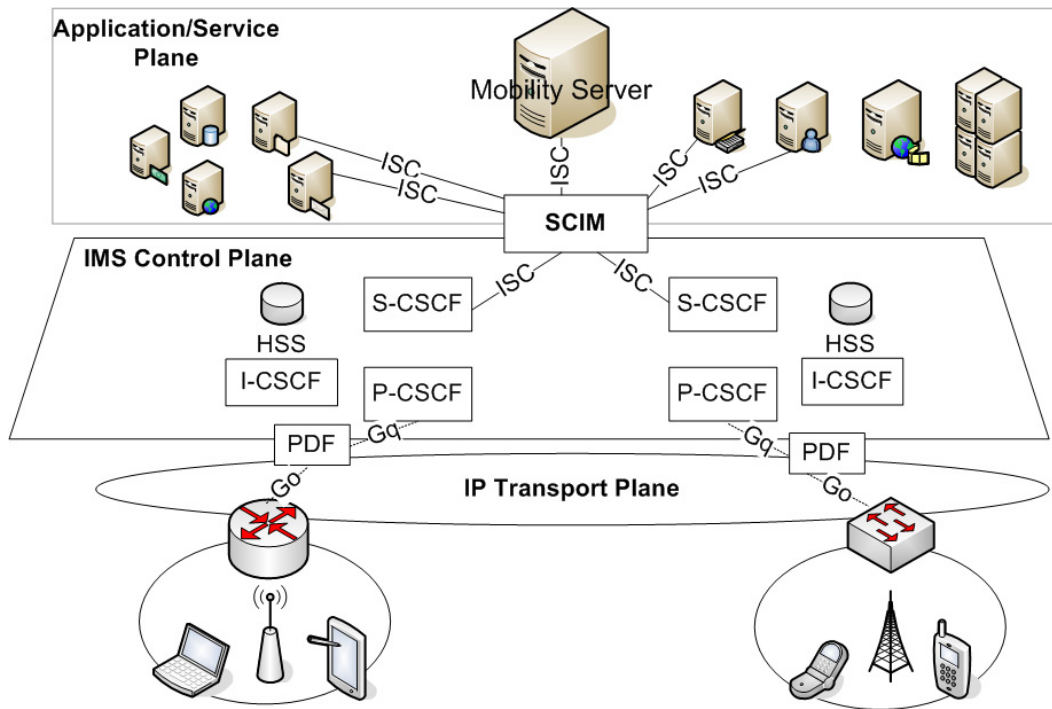 Application/Service
Plane
Mobility Server
ISC
ISC
ISC
ISC
ISC
SCIM
IMS Control Plane
ISC
ISC
S-CSCF
S-CSCF
HSS
HSS
I-CSCF
P-CSCF
P-CSCF
I-CSCF
PDF
Gq
Gq
PDF
Go
IP Transport Plane
Go